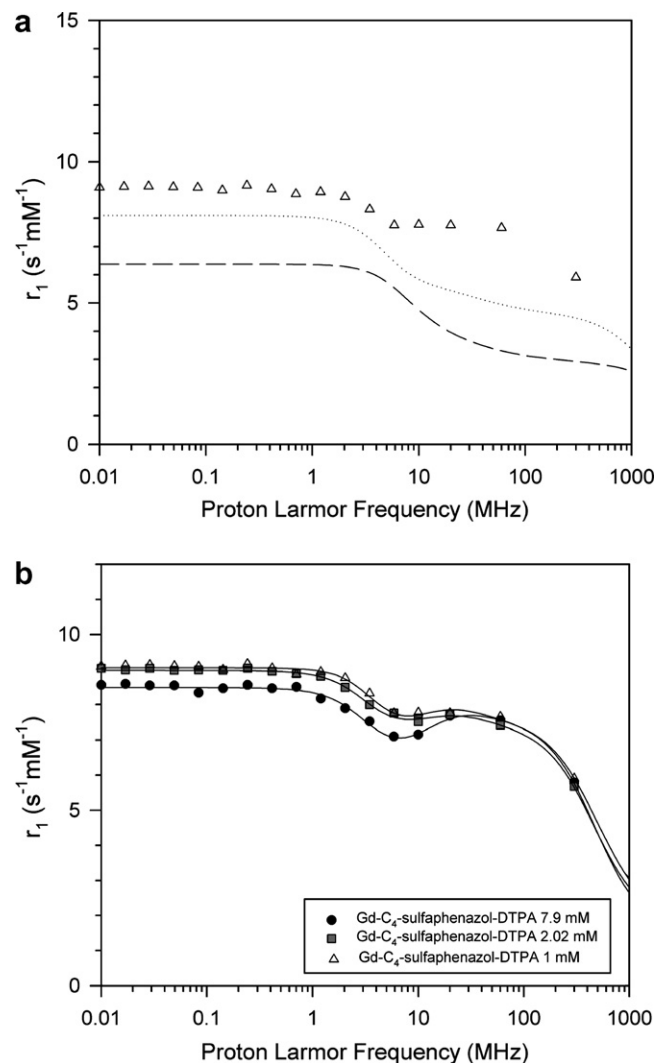 a
15
10
5
0
r₁ (s⁻¹mM⁻¹)
0.01 0.1 1 10 100 1000
Proton Larmor Frequency (MHz)
b
10
5
0
r₁ (s⁻¹mM⁻¹)
Gd-C₄-sulfaphenazol-DTPA 7.9 mM
Gd-C₄-sulfaphenazol-DTPA 2.02 mM
Gd-C₄-sulfaphenazol-DTPA 1 mM
0.01 0.1 1 10 100 1000
Proton Larmor Frequency (MHz)